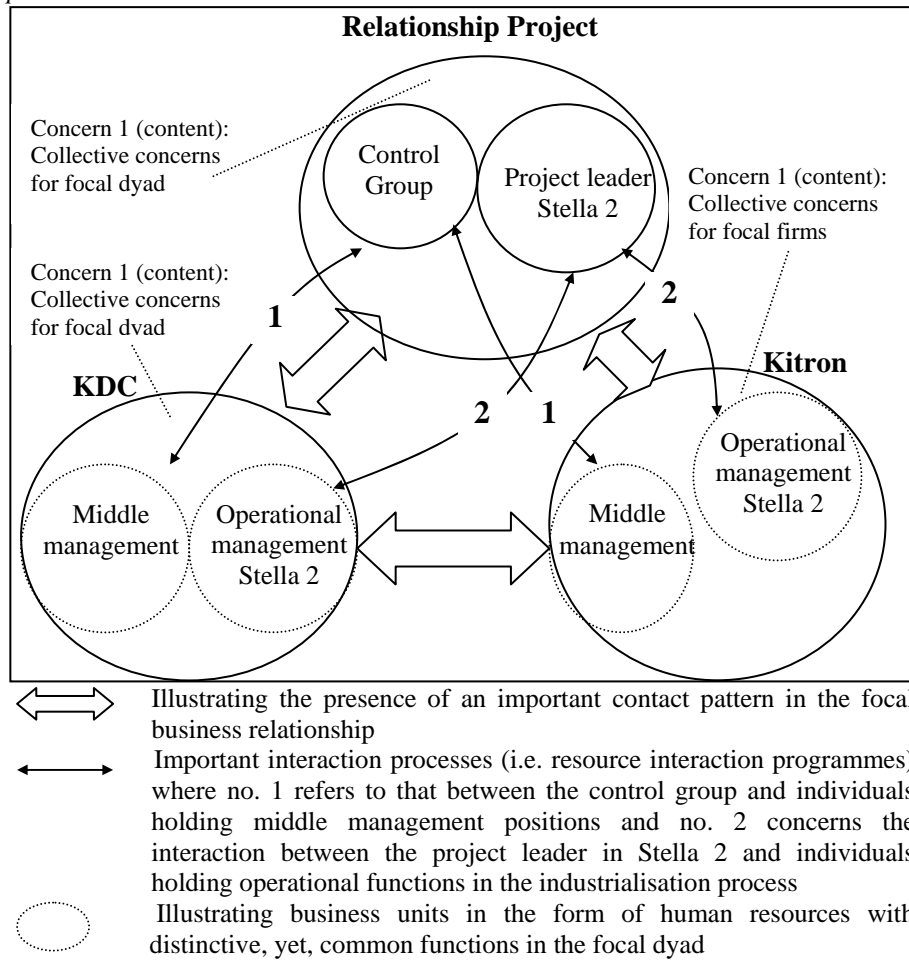 Relationship Project
Concern 1 (content):
Collective concerns
for focal dyad
Control
Group
Project leader
Stella 2
Concern 1 (content):
Collective concerns
for focal firms
Concern 1 (content):
Collective concerns
for focal dyad
1
2
KDC
Kitron
2
1
Middle
management
Operational
management
Stella 2
Middle
management
Operational
management
Stella 2
Illustrating the presence of an important contact pattern in the focal
business relationship
Important interaction processes (i.e. resource interaction programmes)
where no. 1 refers to that between the control group and individuals
holding middle management positions and no. 2 concerns the
interaction between the project leader in Stella 2 and individuals
holding operational functions in the industrialisation process
Illustrating business units in the form of human resources with
distinctive, yet, common functions in the focal dyad